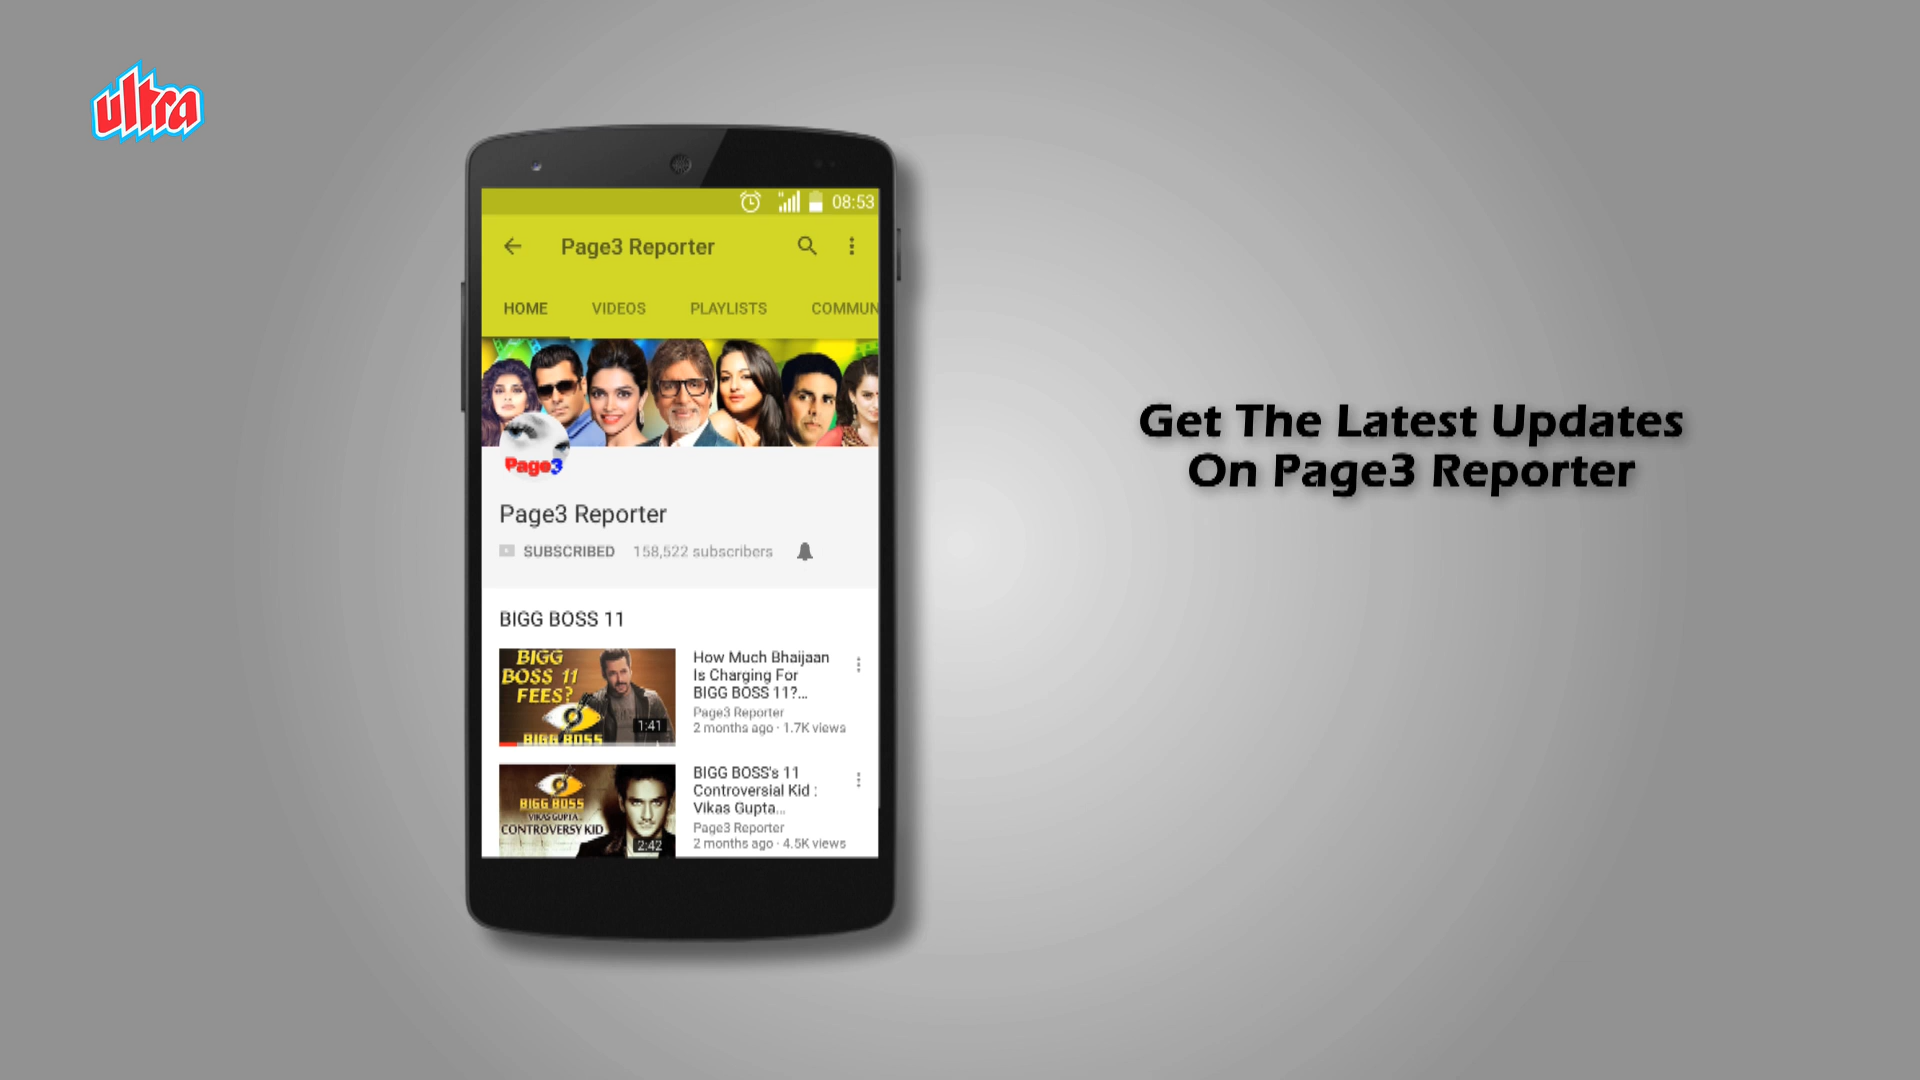 ultra
08:53
Page3 Reporter
HOME VIDEOS PLAYLISTS COMMUN
Page3
Page3 Reporter
SUBSCRIBED 158,522 subscribers
BIGG BOSS 11
BIGG
BOSS 11
FEES?
1:41
BIGG BOSS
How Much Bhaijaan
Is Charging For
BIGG BOSS 11?...
Page3 Reporter
2 months ago · 1.7K views
BIGG BOSS
VIKAS GUPTA...
CONTROVERSY KID
2:42
BIGG BOSS's 11
Controversial Kid :
Vikas Gupta...
Page3 Reporter
2 months ago · 4.5K views
Get The Latest Updates
On Page3 Reporter